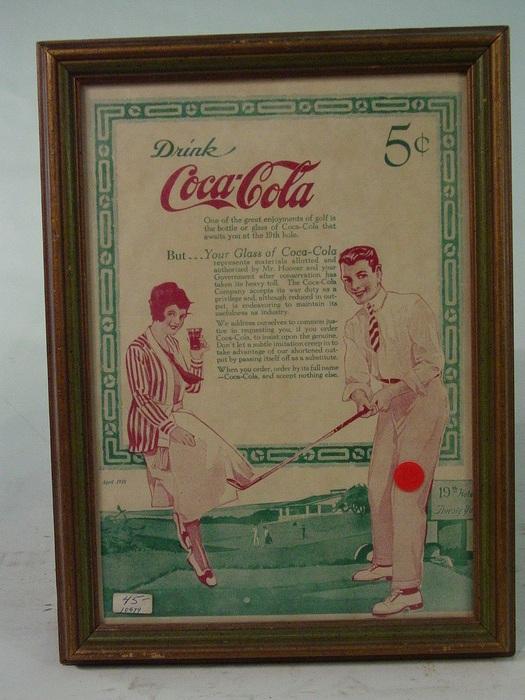 Drink
Coca-Cola
5¢
One of the great enjoyments of golf is
the bottle or glass of Coca-Cola that
awaits you at the 19th hole.
But...Your Glass of Coca-Cola
represents materials allotted and
authorized by Mr. Hoover and your
Government after conservation has
taken its heavy toll. The Coca-Cola
Company accepts its war duty as a
privilege and, although reduced in out-
put, is endeavoring to maintain its
usefulness as industry.
We address ourselves to common jus-
tice in requesting you, if you order
Coca-Cola, to insist upon the genuine.
Don't let a subtle imitation creep in to
take advantage of our shortened out-
put by passing itself off as a substitute.
When you order, order by its full name
—Coca-Cola, and accept nothing else.
April 1918
19th Hole
45-